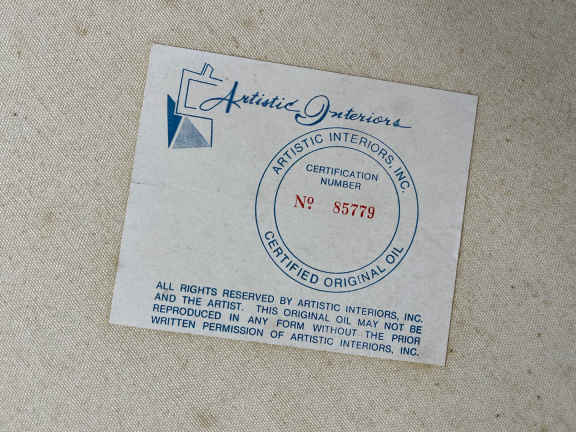 Artistic Interiors
ARTISTIC INTERIORS, INC.
CERTIFICATION
NUMBER
Nº 85779
CERTIFIED ORIGINAL OIL
ALL RIGHTS RESERVED BY ARTISTIC INTERIORS, INC.
AND THE ARTIST. THIS ORIGINAL OIL MAY NOT BE
REPRODUCED IN ANY FORM WITHOUT THE PRIOR
WRITTEN PERMISSION OF ARTISTIC INTERIORS, INC.